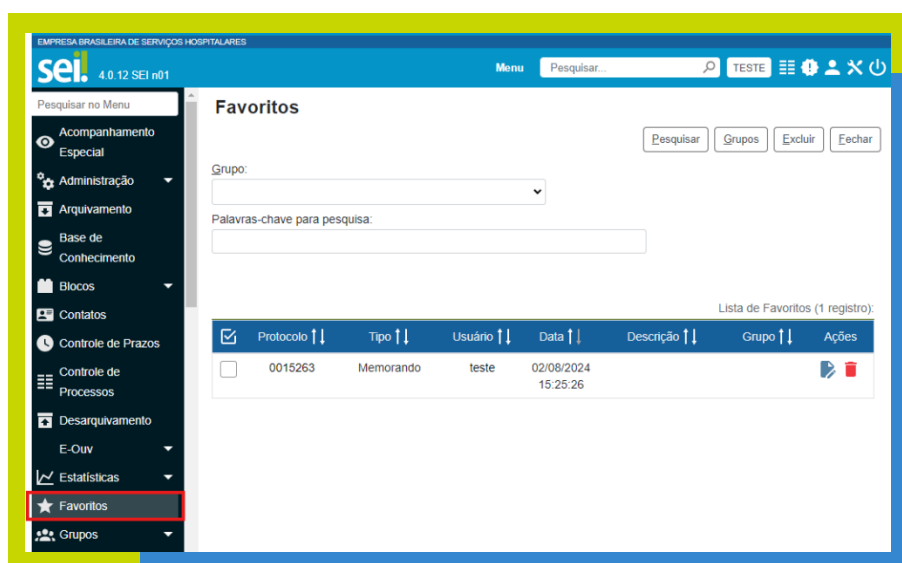 EMPRESA BRASILEIRA DE SERVIÇOS HOSPITALARES
sei! 4.0.12 SEI n01
Menu
Pesquisar...
TESTE
Pesquisar no Menu
Acompanhamento
Especial
Administração
Arquivamento
Base de
Conhecimento
Blocos
Contatos
Controle de Prazos
Controle de
Processos
Desarquivamento
E-Ouv
Estatísticas
Favoritos
Grupos
Favoritos
Pesquisar Grupos Excluir Fechar
Grupo:
Palavras-chave para pesquisa:
Lista de Favoritos (1 registro):
Protocolo Tipo Usuário Data Descrição Grupo Ações
0015263 Memorando teste 02/08/2024
15:25:26